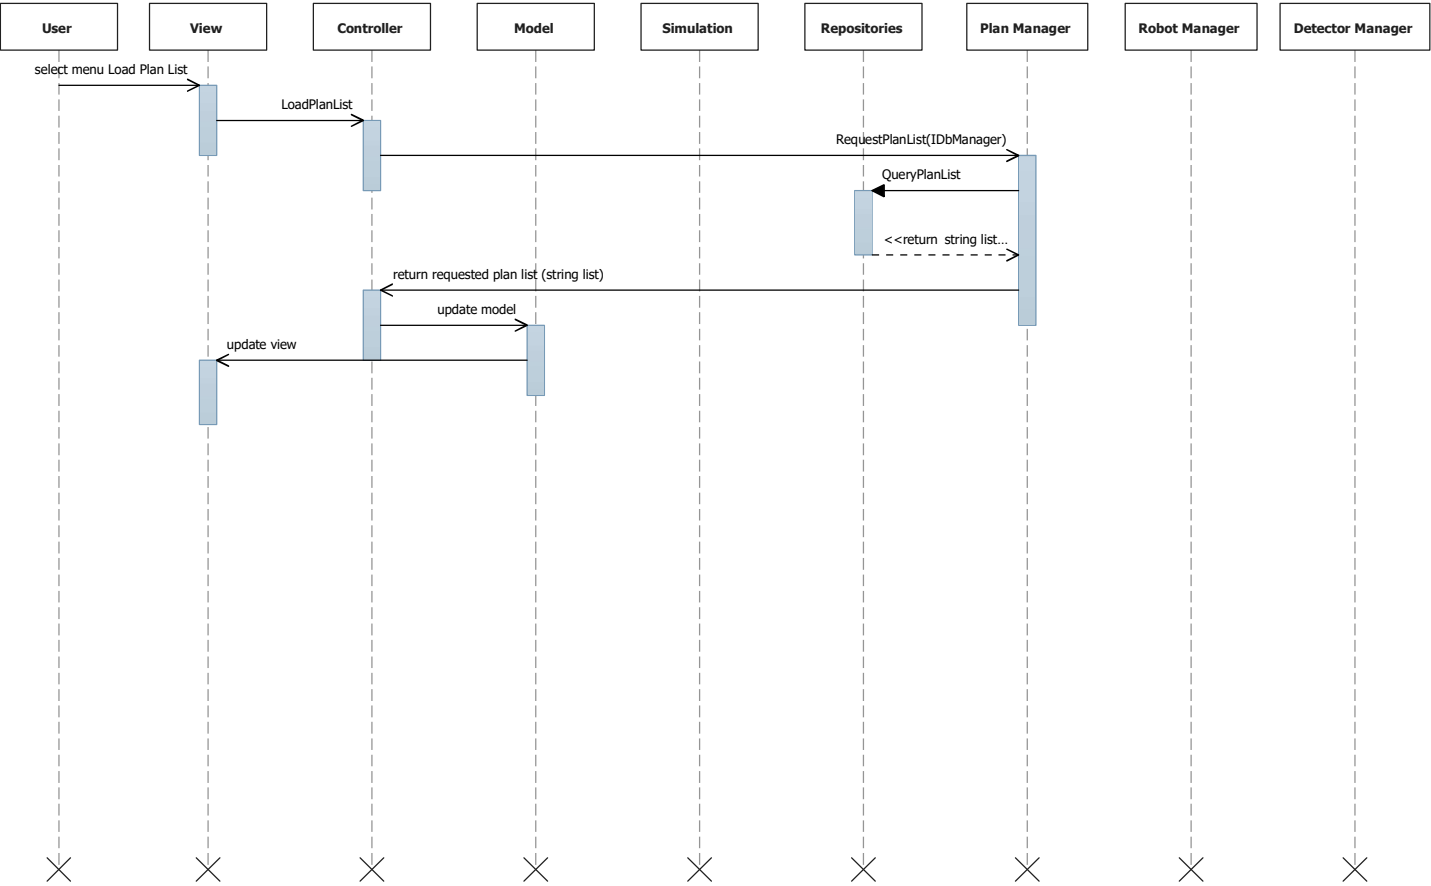 User
View
Controller
Model
Simulation
Repositories
Plan Manager
Robot Manager
Detector Manager
select menu Load Plan List
LoadPlanList
RequestPlanList(IDbManager)
QueryPlanList
<<return string list...
return requested plan list (string list)
update model
update view